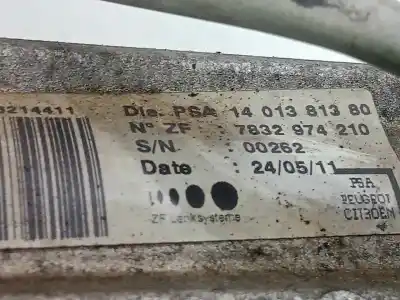 9214411
Dis. PSA 14 013 813 80
N° ZF : 7832 974 210
S/N : 00262
Date : 24/05/11
ZF Lenksysteme
PSA
PEUGEOT
CITROËN